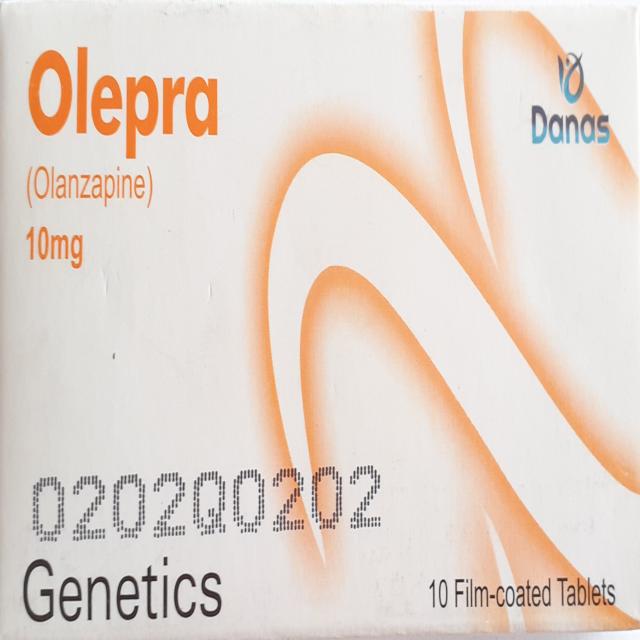 Olepra
(Olanzapine)
10mg
Danas
0202Q0202
Genetics
10 Film-coated Tablets